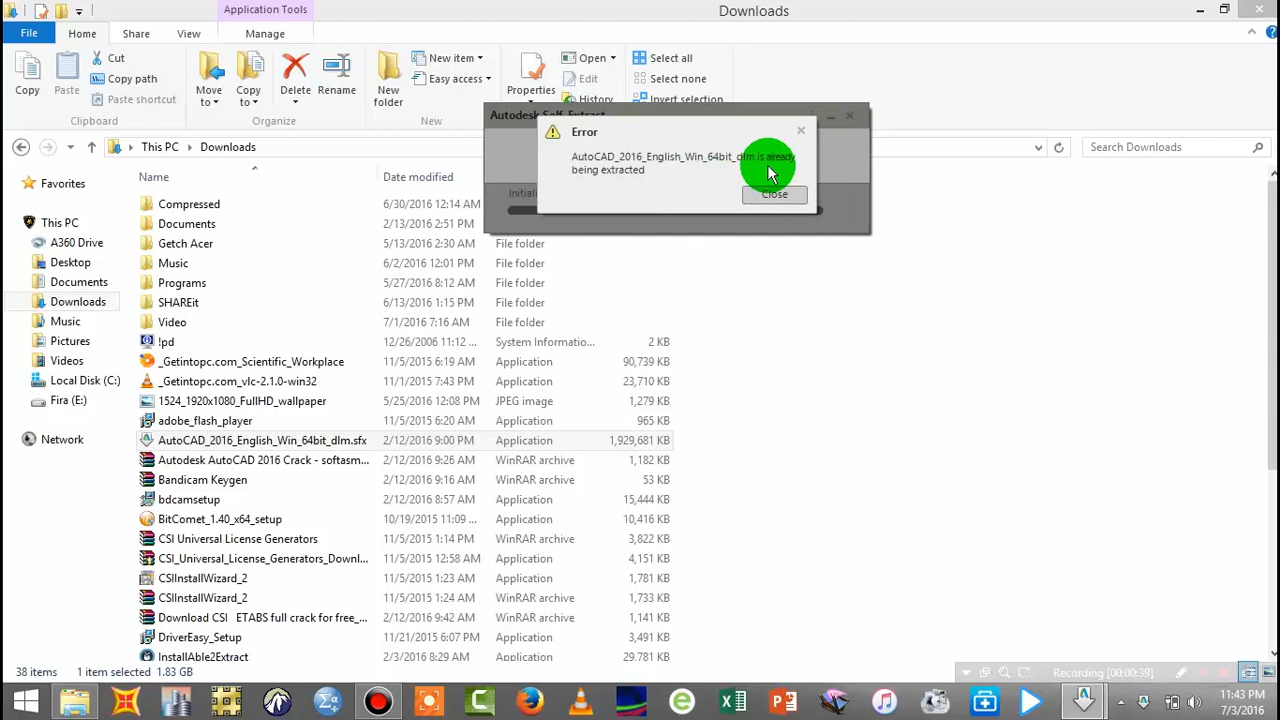 Application Tools
Downloads
File Home Share View Manage
Copy
Paste
Cut
Copy path
Paste shortcut
Clipboard
Move to
Copy to
Delete
Rename
Organize
New folder
New item
Easy access
New
Properties
Open
Edit
History
Select all
Select none
Invert selection
This PC Downloads
Search Downloads
Autodesk Self-Extract
Error
AutoCAD_2016_English_Win_64bit_dlm is already
being extracted
Close
Favorites
This PC
A360 Drive
Desktop
Documents
Downloads
Music
Pictures
Videos
Local Disk (C:)
Fira (E:)
Network
Name Date modified
Compressed 6/30/2016 12:14 AM
Documents 2/13/2016 2:51 PM
Getch Acer 5/13/2016 2:30 AM File folder
Music 6/2/2016 12:01 PM File folder
Programs 5/27/2016 8:12 AM File folder
SHAREit 6/13/2016 1:15 PM File folder
Video 7/1/2016 7:16 AM File folder
!pd 12/26/2006 11:12 ... System Informatio... 2 KB
_Getintopc.com_Scientific_Workplace 11/5/2015 6:19 AM Application 90,739 KB
_Getintopc.com_vlc-2.1.0-win32 11/1/2015 7:43 PM Application 23,710 KB
1524_1920x1080_FullHD_wallpaper 5/25/2016 12:08 PM JPEG image 1,279 KB
adobe_flash_player 11/5/2015 6:20 AM Application 965 KB
AutoCAD_2016_English_Win_64bit_dlm.sfx 2/12/2016 9:00 PM Application 1,929,681 KB
Autodesk AutoCAD 2016 Crack - softasm... 2/12/2016 9:26 AM WinRAR archive 1,182 KB
Bandicam Keygen 2/12/2016 9:16 AM WinRAR archive 53 KB
bdcamsetup 2/12/2016 8:57 AM Application 15,444 KB
BitComet_1.40_x64_setup 10/19/2015 11:09 ... Application 10,416 KB
CSI Universal License Generators 11/5/2015 1:14 PM WinRAR archive 3,822 KB
CSI_Universal_License_Generators_Downl... 11/5/2015 12:58 AM WinRAR archive 4,151 KB
CSIInstallWizard_2 11/5/2015 1:23 AM Application 1,781 KB
CSIInstallWizard_2 11/5/2015 1:24 AM WinRAR archive 1,733 KB
Download CSI ETABS full crack for free_... 2/12/2016 9:42 AM WinRAR archive 1,141 KB
DriverEasy_Setup 11/21/2015 6:07 PM Application 3,491 KB
InstallAble2Extract 2/3/2016 8:29 AM Application 29,781 KB
38 items 1 item selected 1.83 GB
Recording [00:00:39]
11:43 PM
7/3/2016